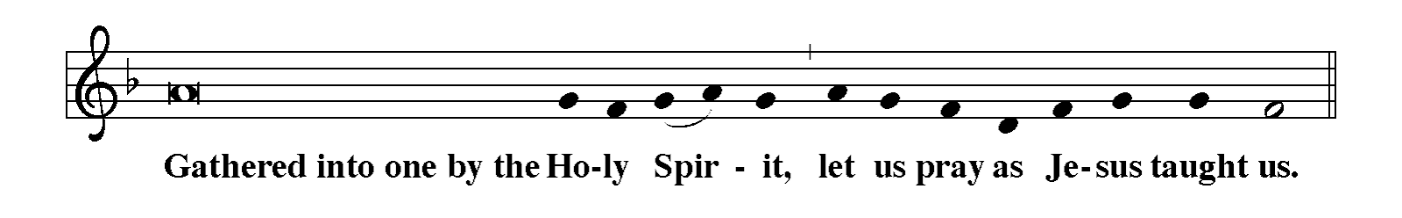 Gathered into one by the Ho-ly Spir - it, let us pray as Je-sus taught us.